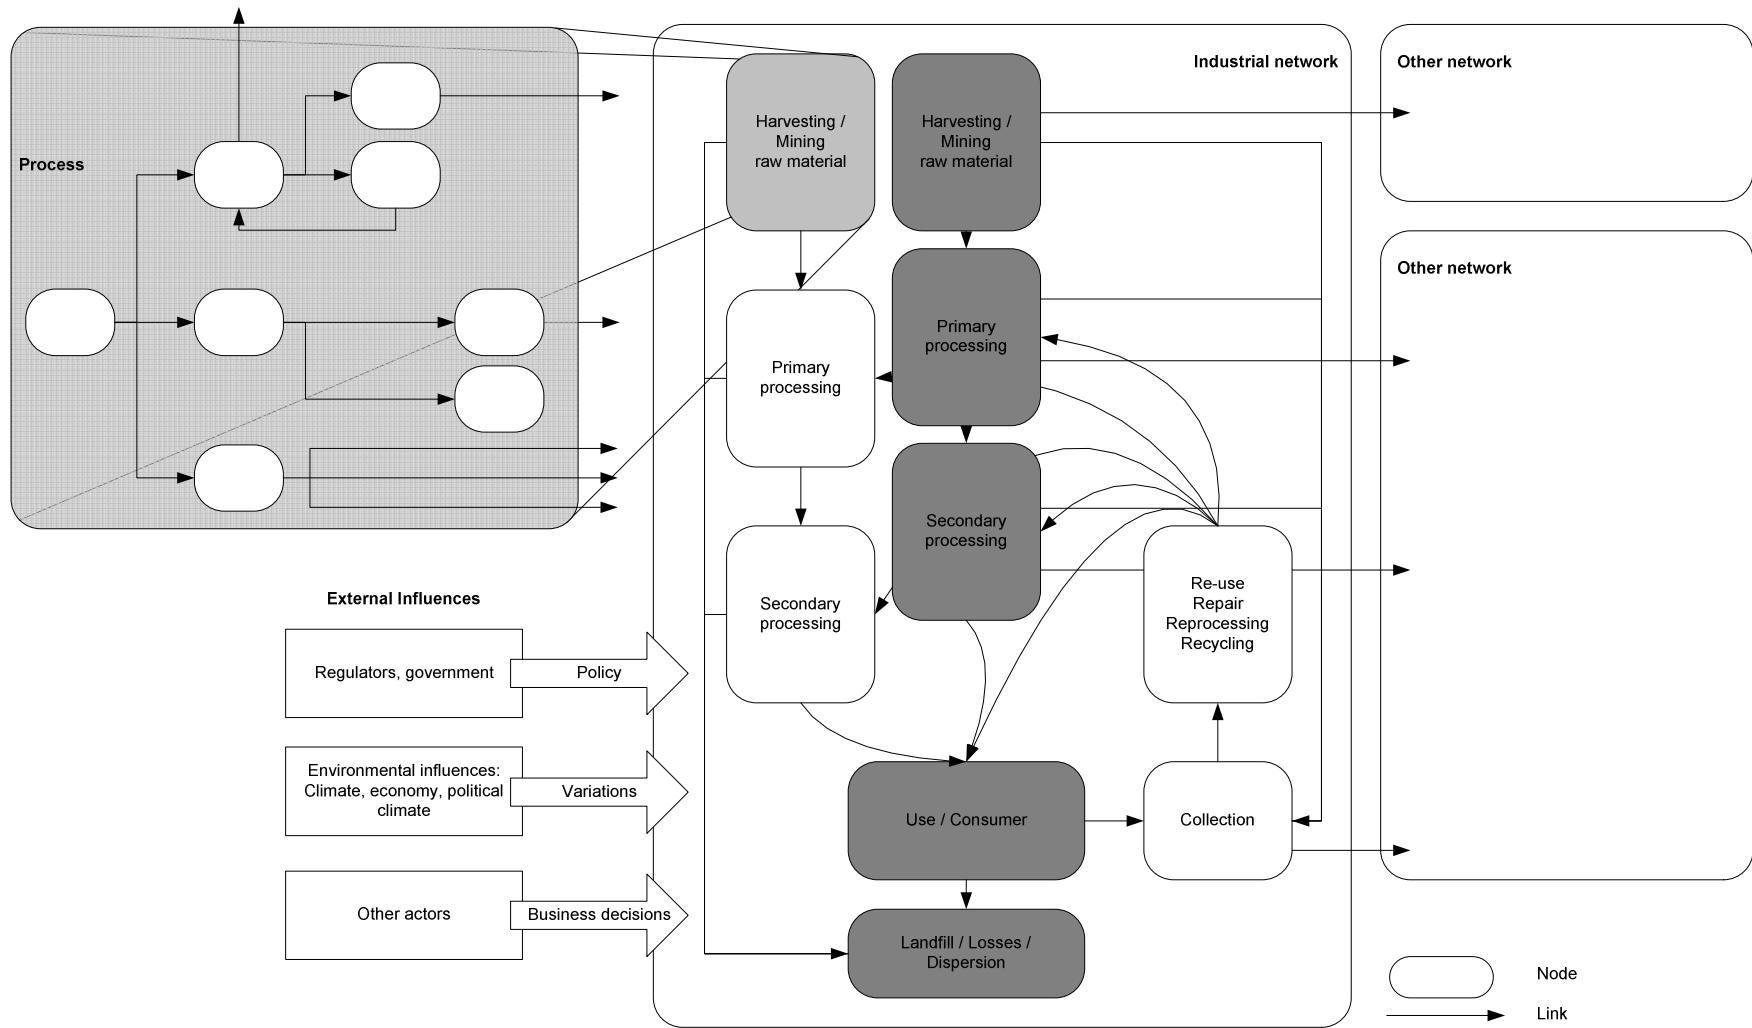 Process
Industrial network
Other network
Other network
Harvesting /
Mining
raw material
Harvesting /
Mining
raw material
Primary
processing
Primary
processing
Secondary
processing
Secondary
processing
Re-use
Repair
Reprocessing
Recycling
External Influences
Regulators, government
Policy
Environmental influences:
Climate, economy, political
climate
Variations
Other actors
Business decisions
Use / Consumer
Collection
Landfill / Losses /
Dispersion
Node
Link